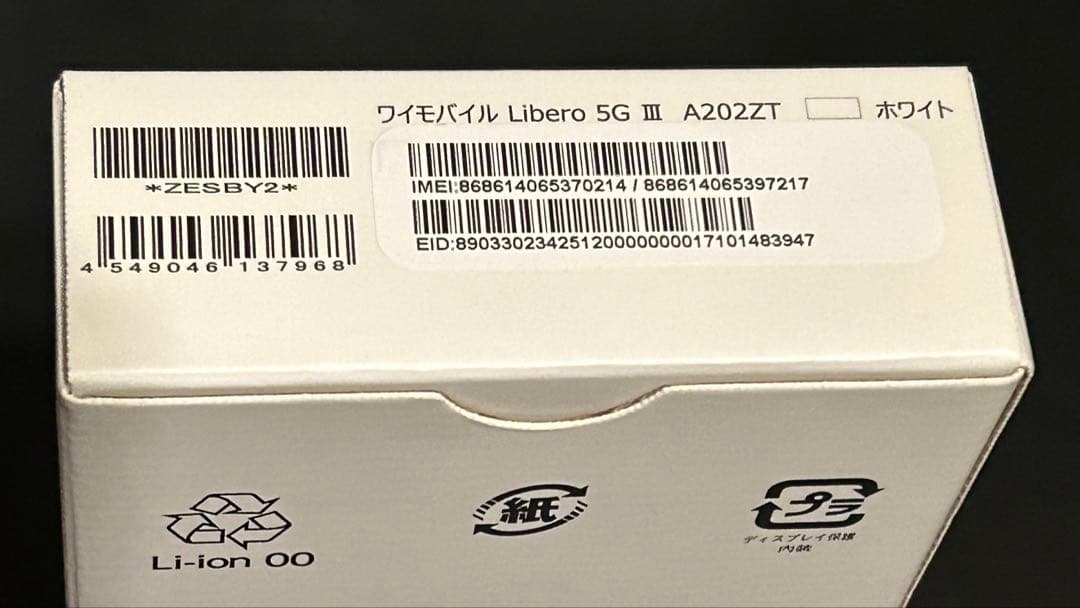 ワイモバイル Libero 5G Ⅲ A202ZT ホワイト
*ZESBY2*
IMEI:868614065370214 / 868614065397217
EID:89033023425120000000017101483947
4 549046 137968
Li-ion 00
紙
プラ
ディスプレイ保護
内装